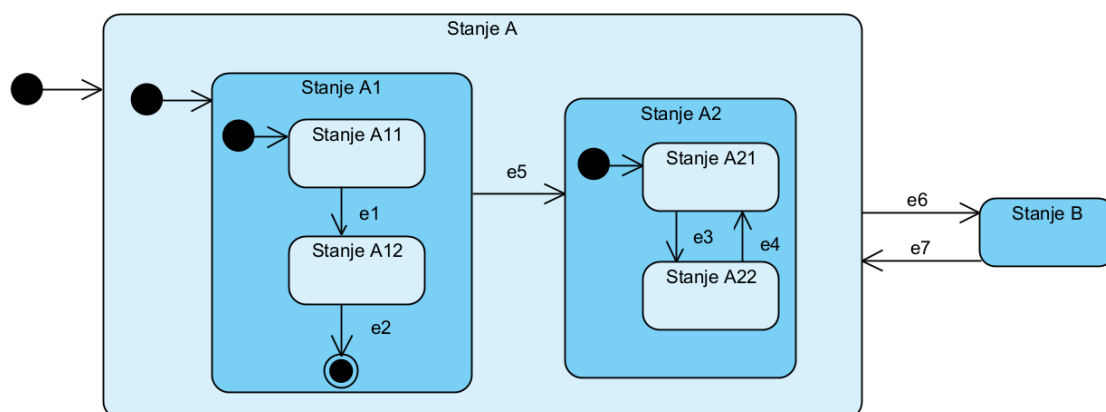 Stanje A
Stanje A1
Stanje A11
e1
Stanje A12
e2
e5
Stanje A2
Stanje A21
e3
e4
Stanje A22
e6
e7
Stanje B